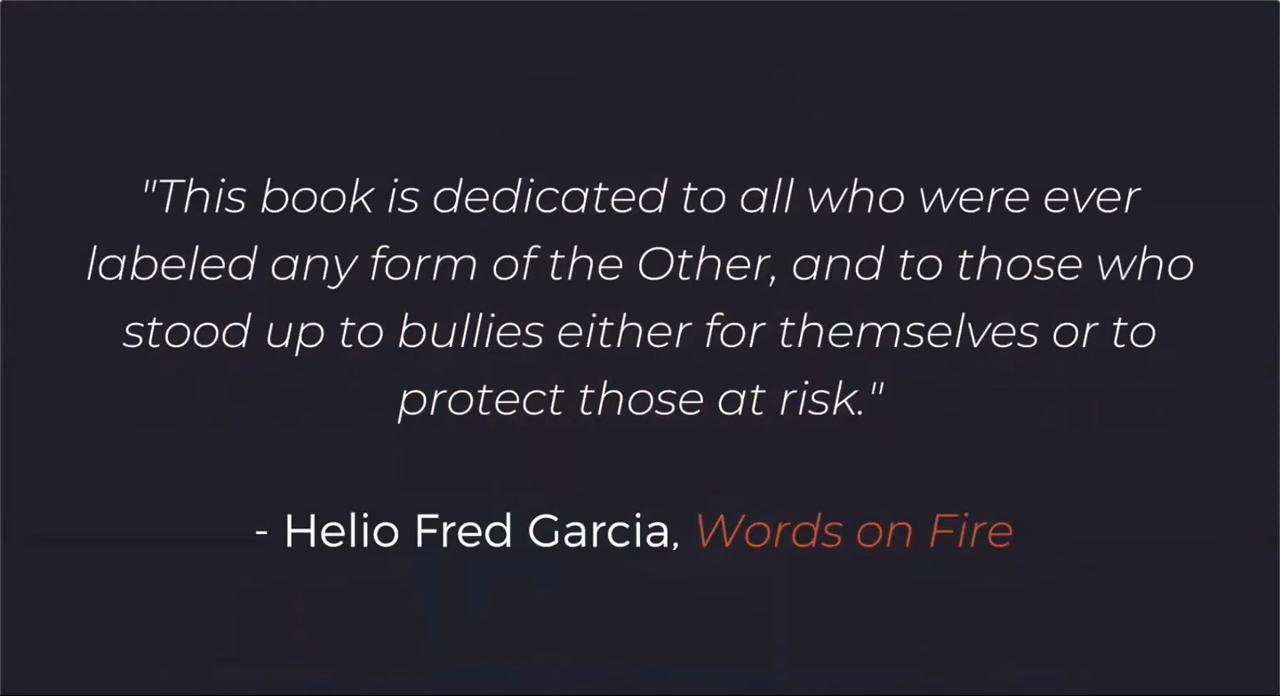 "This book is dedicated to all who were ever
labeled any form of the Other, and to those who
stood up to bullies either for themselves or to
protect those at risk."
- Helio Fred Garcia, Words on Fire